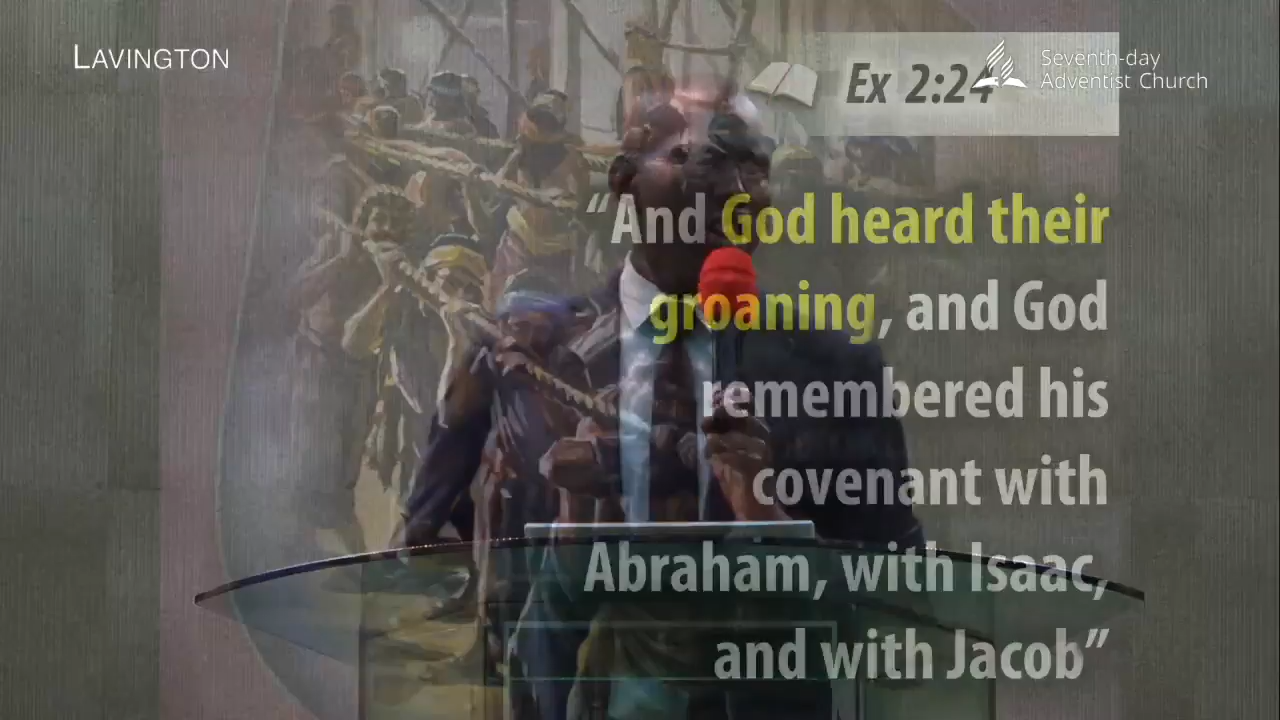 LAVINGTON
Ex 2:24
Seventh-day
Adventist Church
“And God heard their
groaning, and God
remembered his
covenant with
Abraham, with Isaac,
and with Jacob”